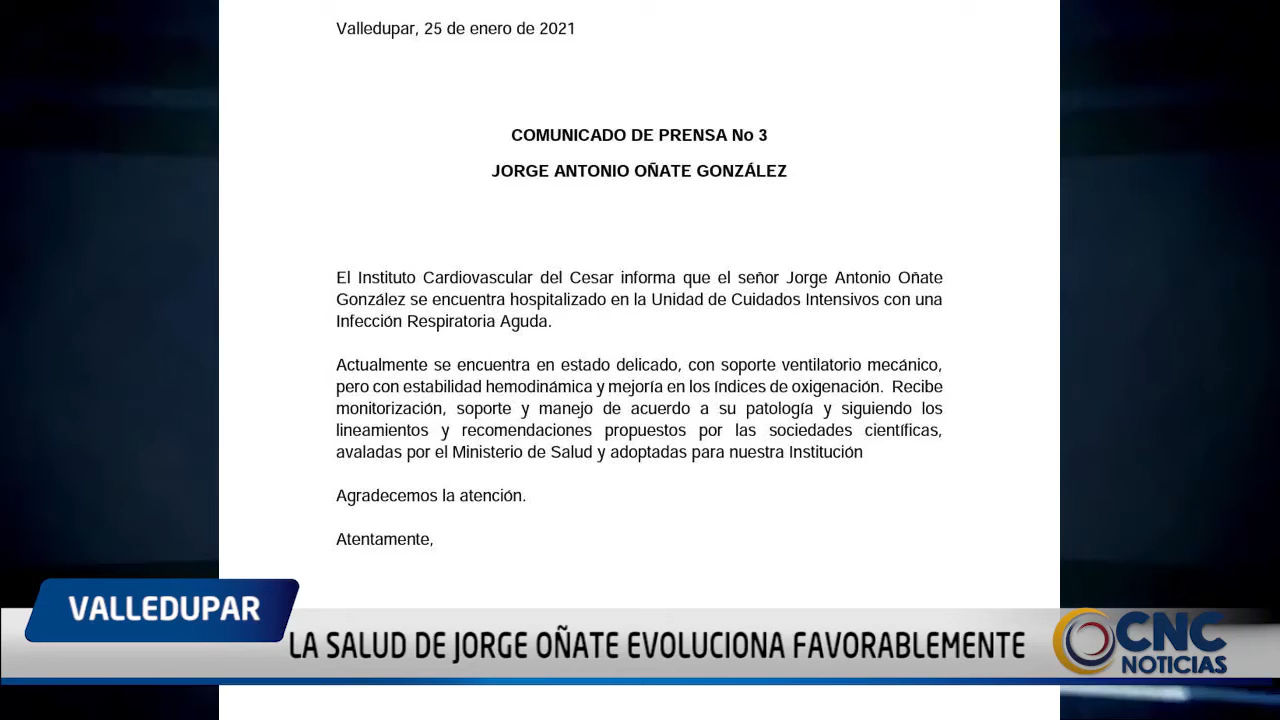 Valledupar, 25 de enero de 2021
COMUNICADO DE PRENSA No 3
JORGE ANTONIO OÑATE GONZÁLEZ
El Instituto Cardiovascular del Cesar informa que el señor Jorge Antonio Oñate
González se encuentra hospitalizado en la Unidad de Cuidados Intensivos con una
Infección Respiratoria Aguda.
Actualmente se encuentra en estado delicado, con soporte ventilatorio mecánico,
pero con estabilidad hemodinámica y mejoría en los índices de oxigenación. Recibe
monitorización, soporte y manejo de acuerdo a su patología y siguiendo los
lineamientos y recomendaciones propuestos por las sociedades científicas,
avaladas por el Ministerio de Salud y adoptadas para nuestra Institución
Agradecemos la atención.
Atentamente,
VALLEDUPAR
LA SALUD DE JORGE OÑATE EVOLUCIONA FAVORABLEMENTE
CNC
NOTICIAS